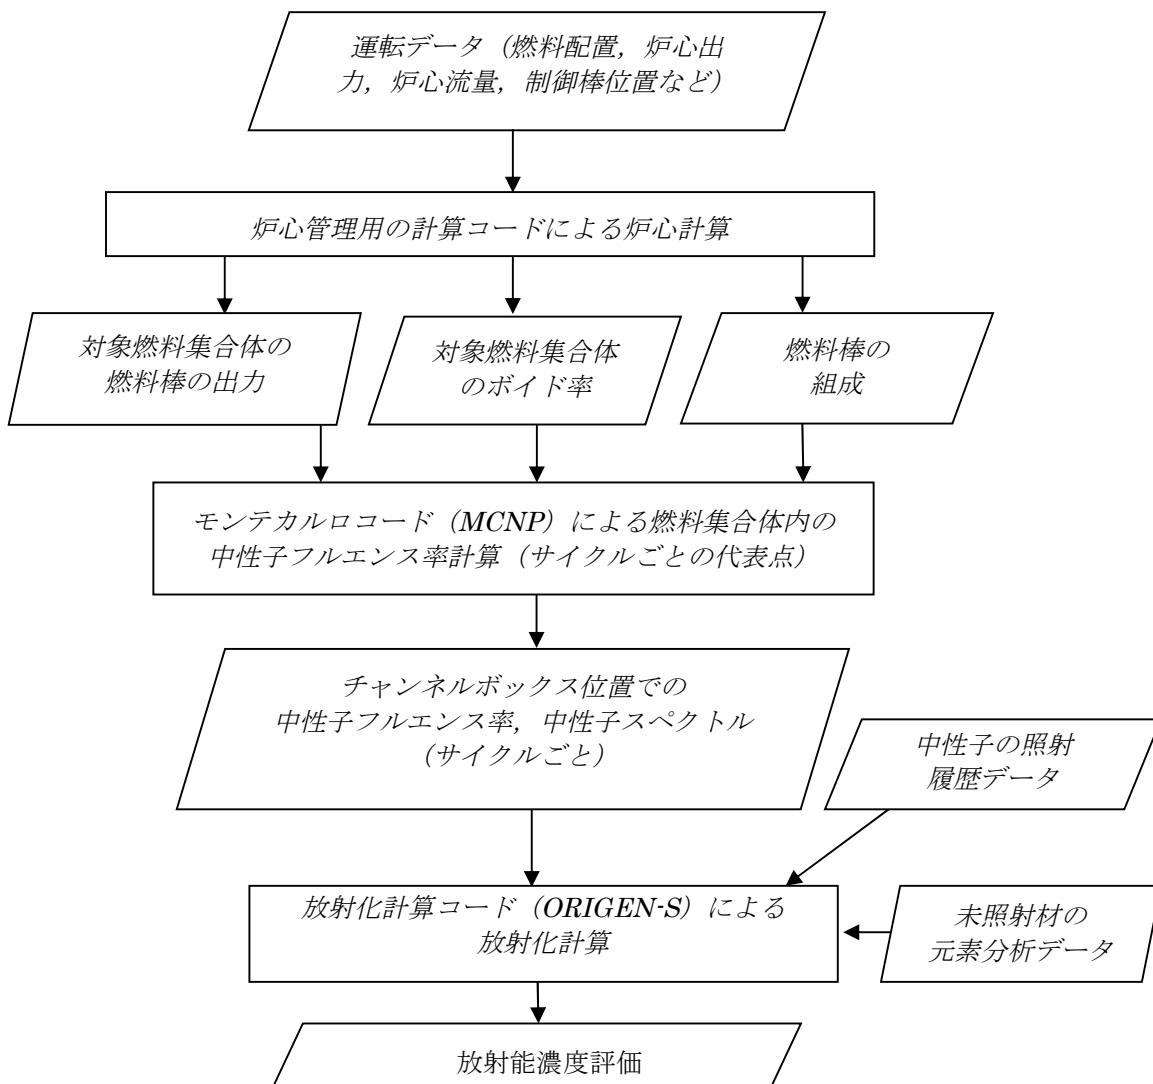 運転データ（燃料配置，炉心出
力，炉心流量，制御棒位置など）
炉心管理用の計算コードによる炉心計算
対象燃料集合体の
燃料棒の出力
対象燃料集合体
のボイド率
燃料棒の
組成
モンテカルロコード（MCNP）による燃料集合体内の
中性子フルエンス率計算（サイクルごとの代表点）
チャンネルボックス位置での
中性子フルエンス率，中性子スペクトル
（サイクルごと）
中性子の照射
履歴データ
放射化計算コード（ORIGEN-S）による
放射化計算
未照射材の
元素分析データ
放射能濃度評価